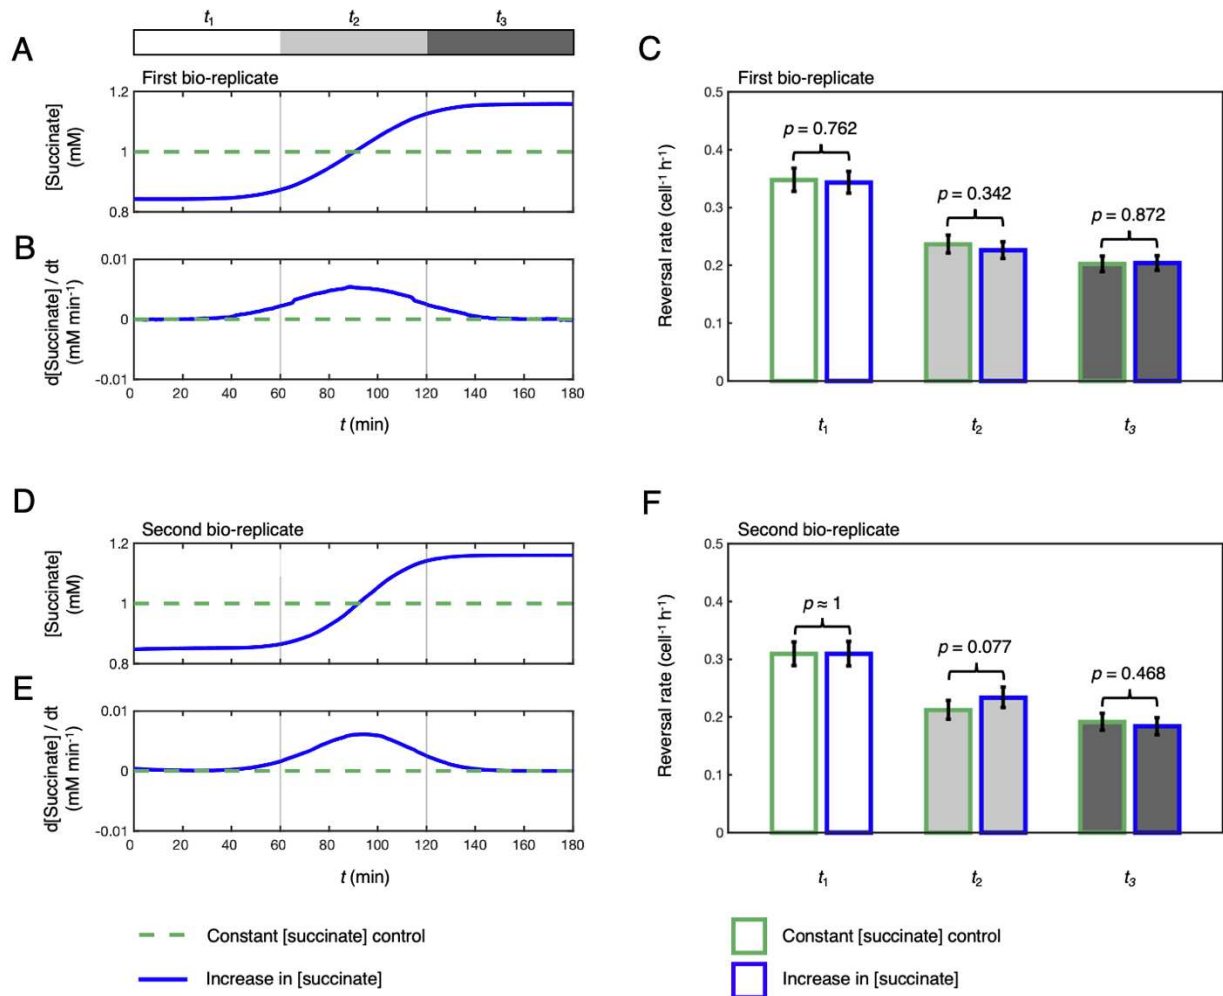 t1 t2 t3
A
First bio-replicate
[Succinate]
(mM)
1.2
1
0.8
B
d[Succinate] / dt
(mM min-1)
0.01
0
-0.01
0 20 40 60 80 100 120 140 160 180
t (min)
C
First bio-replicate
Reversal rate (cell-1 h-1)
0.5
0.4
0.3
0.2
0.1
0
p = 0.762
p = 0.342
p = 0.872
t1 t2 t3
D
Second bio-replicate
[Succinate]
(mM)
1.2
1
0.8
E
d[Succinate] / dt
(mM min-1)
0.01
0
-0.01
0 20 40 60 80 100 120 140 160 180
t (min)
F
Second bio-replicate
Reversal rate (cell-1 h-1)
0.5
0.4
0.3
0.2
0.1
0
p ≈ 1
p = 0.077
p = 0.468
t1 t2 t3
Constant [succinate] control
Increase in [succinate]
Constant [succinate] control
Increase in [succinate]